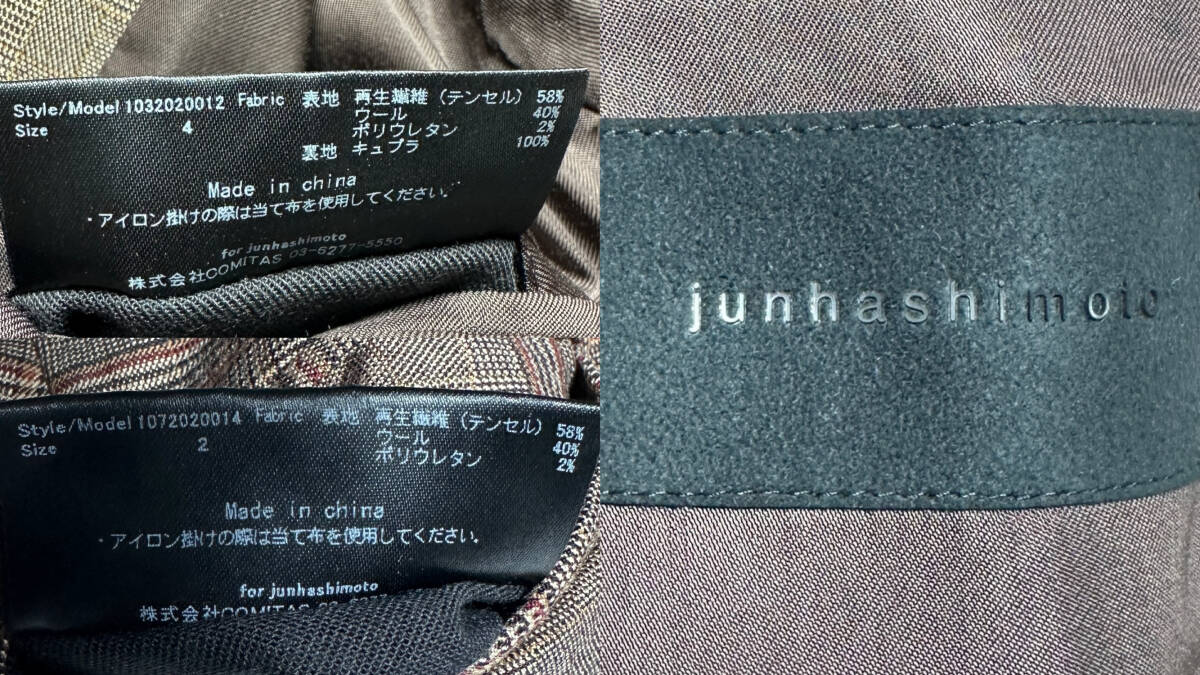 Style/Model 1032020012 Fabric 表地 再生繊維 (テンセル) 58%
Size 4 ウール 40%
ポリウレタン 2%
裏地 キュプラ 100%
Made in china
・アイロン掛けの際は当て布を使用してください。
for junhashimoto
株式会社COMITAS 03-6277-5550
Style/Model 1072020014 Fabric 表地 再生繊維 (テンセル) 58%
Size 2 ウール 40%
ポリウレタン 2%
Made in china
・アイロン掛けの際は当て布を使用してください。
for junhashimoto
株式会社COMITAS
junhashimoto